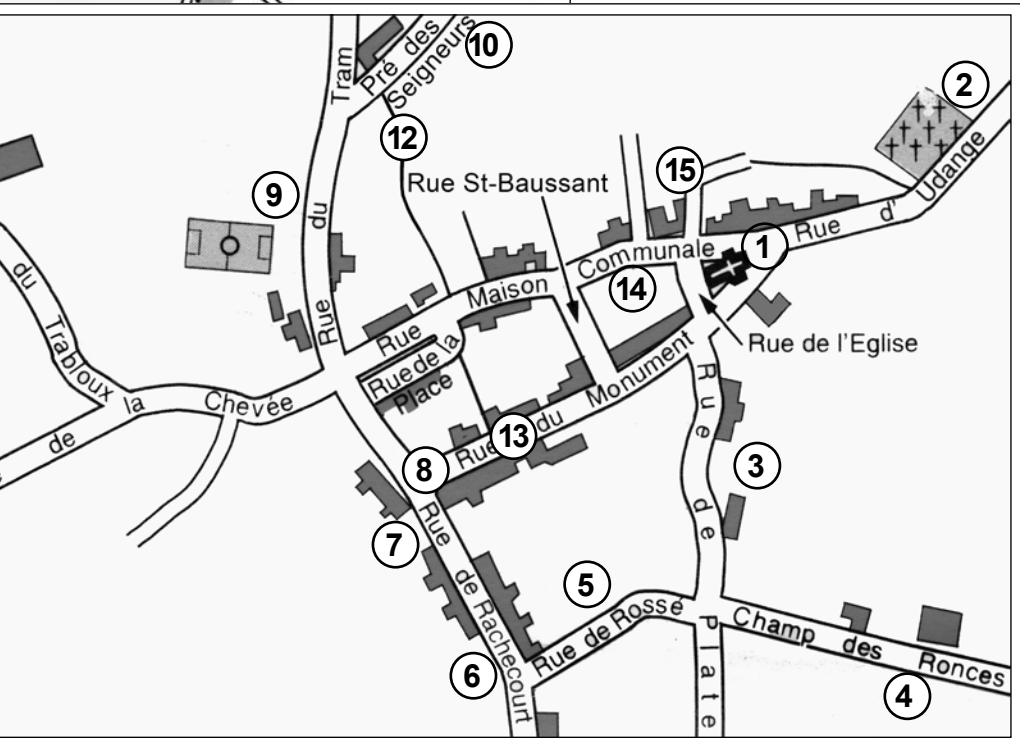 10
Pré des
Seigneurs
Tram
2
12
15
Rue St-Baussant
9
du
Rue
Udange
d'
Rue
1
Communale
14
Maison
Rue
Rue de l'Eglise
du
Trabloux
Rue de la
Place
la
Chevée
de
Monument
du
13
Rue
8
Rue de
Plate
3
7
Rue
de Rachecourt
5
Rue de Rossé
Champ des Ronces
6
4